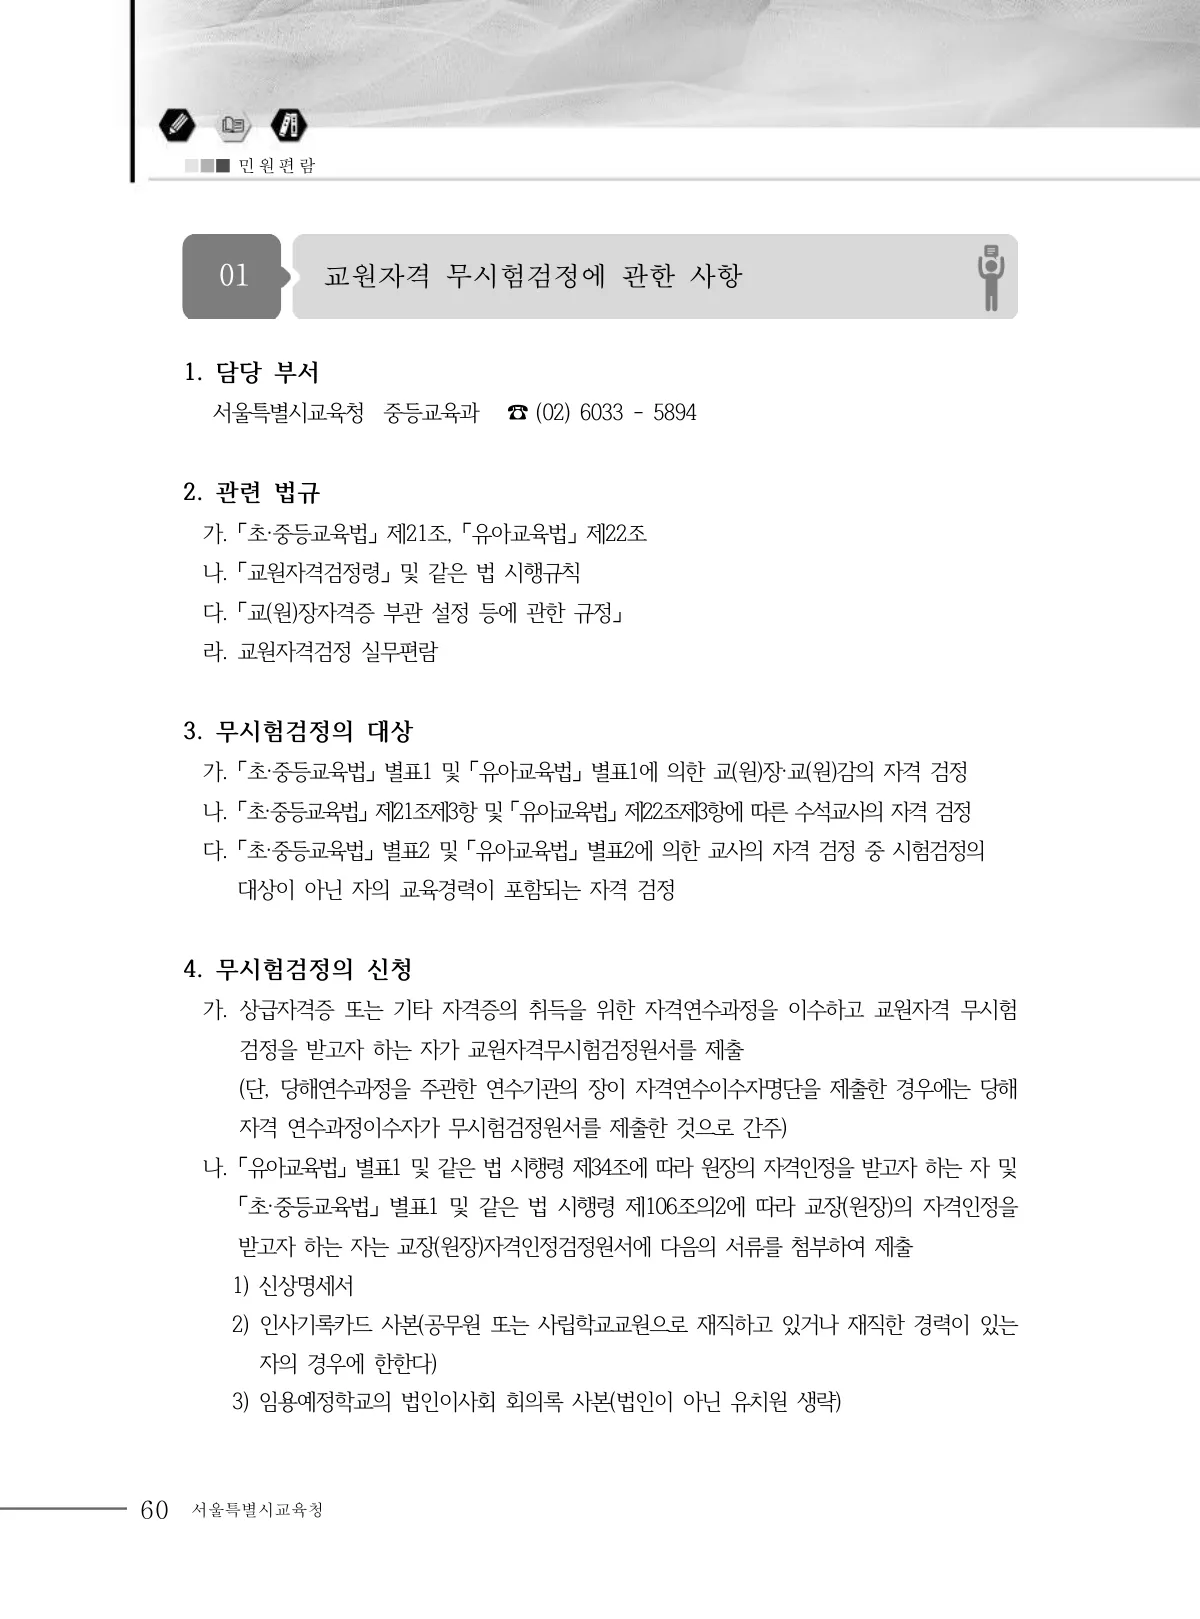 민원편람
01
교원자격 무시험검정에 관한 사항
1. 담당 부서
서울특별시교육청 중등교육과 ☎ (02) 6033 - 5894
2. 관련 법규
가. 「초·중등교육법」 제21조, 「유아교육법」 제22조
나. 「교원자격검정령」 및 같은 법 시행규칙
다. 「교(원)장자격증 부관 설정 등에 관한 규정」
라. 교원자격검정 실무편람
3. 무시험검정의 대상
가. 「초·중등교육법」 별표1 및 「유아교육법」 별표1에 의한 교(원)장·교(원)감의 자격 검정
나. 「초·중등교육법」 제21조제3항 및 「유아교육법」 제22조제3항에 따른 수석교사의 자격 검정
다. 「초·중등교육법」 별표2 및 「유아교육법」 별표2에 의한 교사의 자격 검정 중 시험검정의
대상이 아닌 자의 교육경력이 포함되는 자격 검정
4. 무시험검정의 신청
가. 상급자격증 또는 기타 자격증의 취득을 위한 자격연수과정을 이수하고 교원자격 무시험
검정을 받고자 하는 자가 교원자격무시험검정원서를 제출
(단, 당해연수과정을 주관한 연수기관의 장이 자격연수이수자명단을 제출한 경우에는 당해
자격 연수과정이수자가 무시험검정원서를 제출한 것으로 간주)
나. 「유아교육법」 별표1 및 같은 법 시행령 제34조에 따라 원장의 자격인정을 받고자 하는 자 및
「초·중등교육법」 별표1 및 같은 법 시행령 제106조의2에 따라 교장(원장)의 자격인정을
받고자 하는 자는 교장(원장)자격인정검정원서에 다음의 서류를 첨부하여 제출
1) 신상명세서
2) 인사기록카드 사본(공무원 또는 사립학교교원으로 재직하고 있거나 재직한 경력이 있는
자의 경우에 한한다)
3) 임용예정학교의 법인이사회 회의록 사본(법인이 아닌 유치원 생략)
60 서울특별시교육청